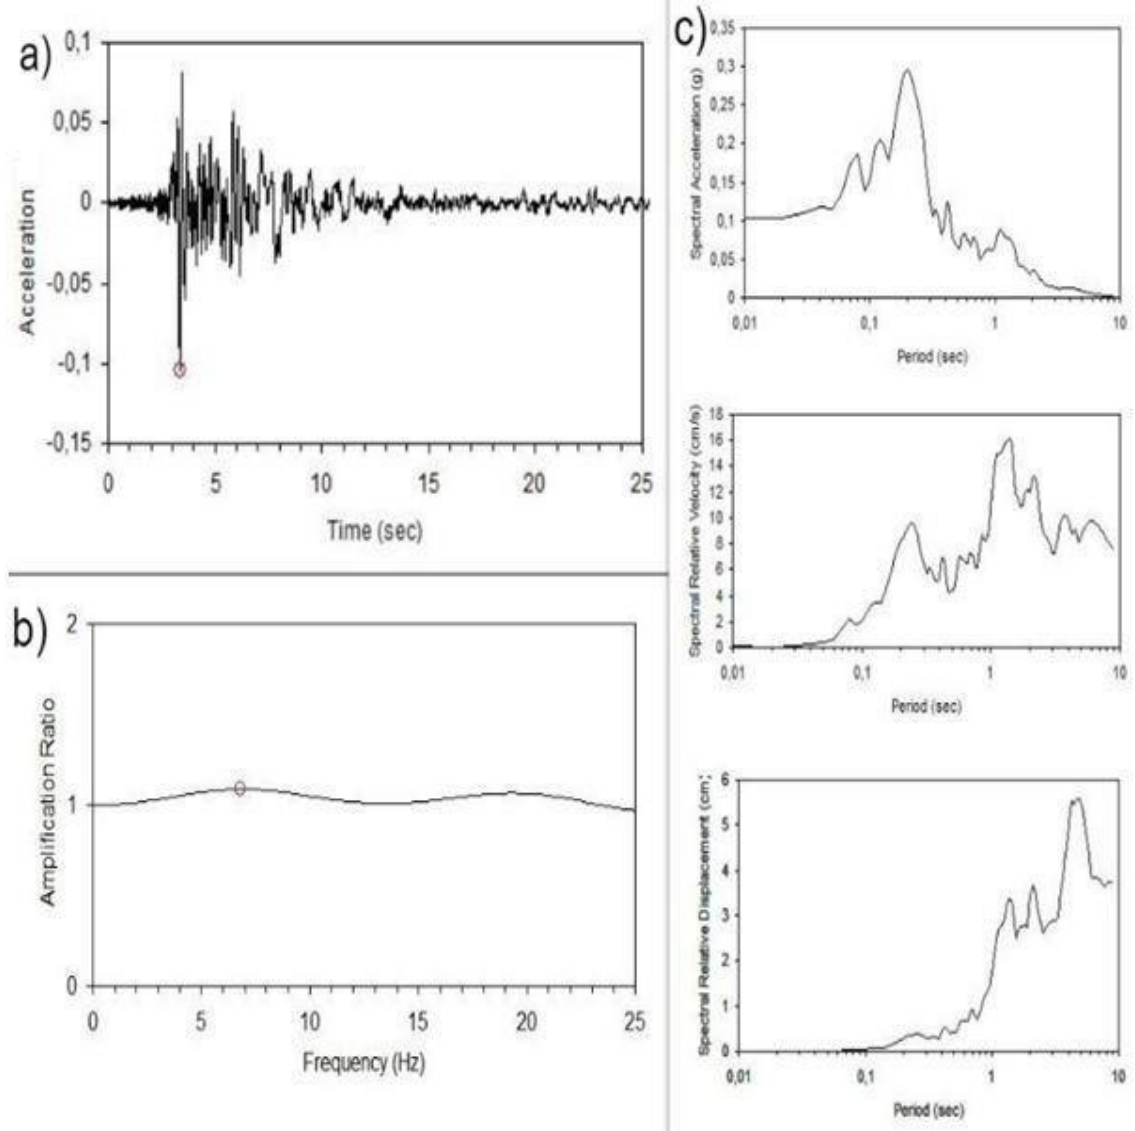 a)
0,1
0,05
0
-0,05
-0,1
-0,15
Acceleration
0 5 10 15 20 25
Time (sec)
b)
2
1
0
Amplification Ratio
0 5 10 15 20 25
Frequency (Hz)
c)
0,35
0,3
0,25
0,2
0,15
0,1
0,05
0
Spectral Acceleration (g)
0,01 0,1 1 10
Period (sec)
18
16
14
12
10
8
6
4
2
0
Spectral Relative Velocity (cm/s)
0,01 0,1 1 10
Period (sec)
6
5
4
3
2
1
0
Spectral Relative Displacement (cm)
0,01 0,1 1 10
Period (sec)